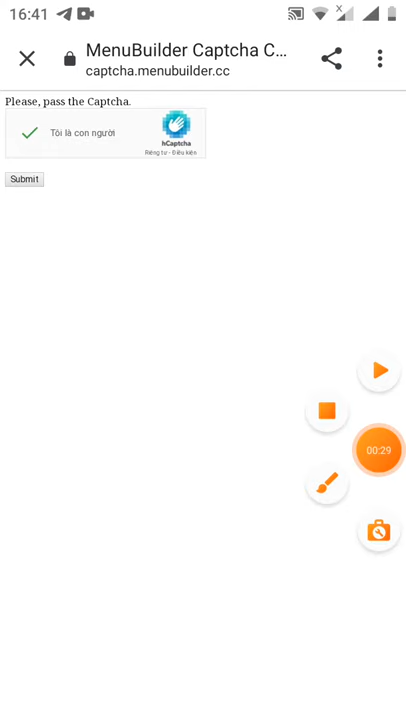 16:41
MenuBuilder Captcha C...
captcha.menubuilder.cc
Please, pass the Captcha.
Tôi là con người
hCaptcha
Riêng tư - Điều kiện
Submit
00:29